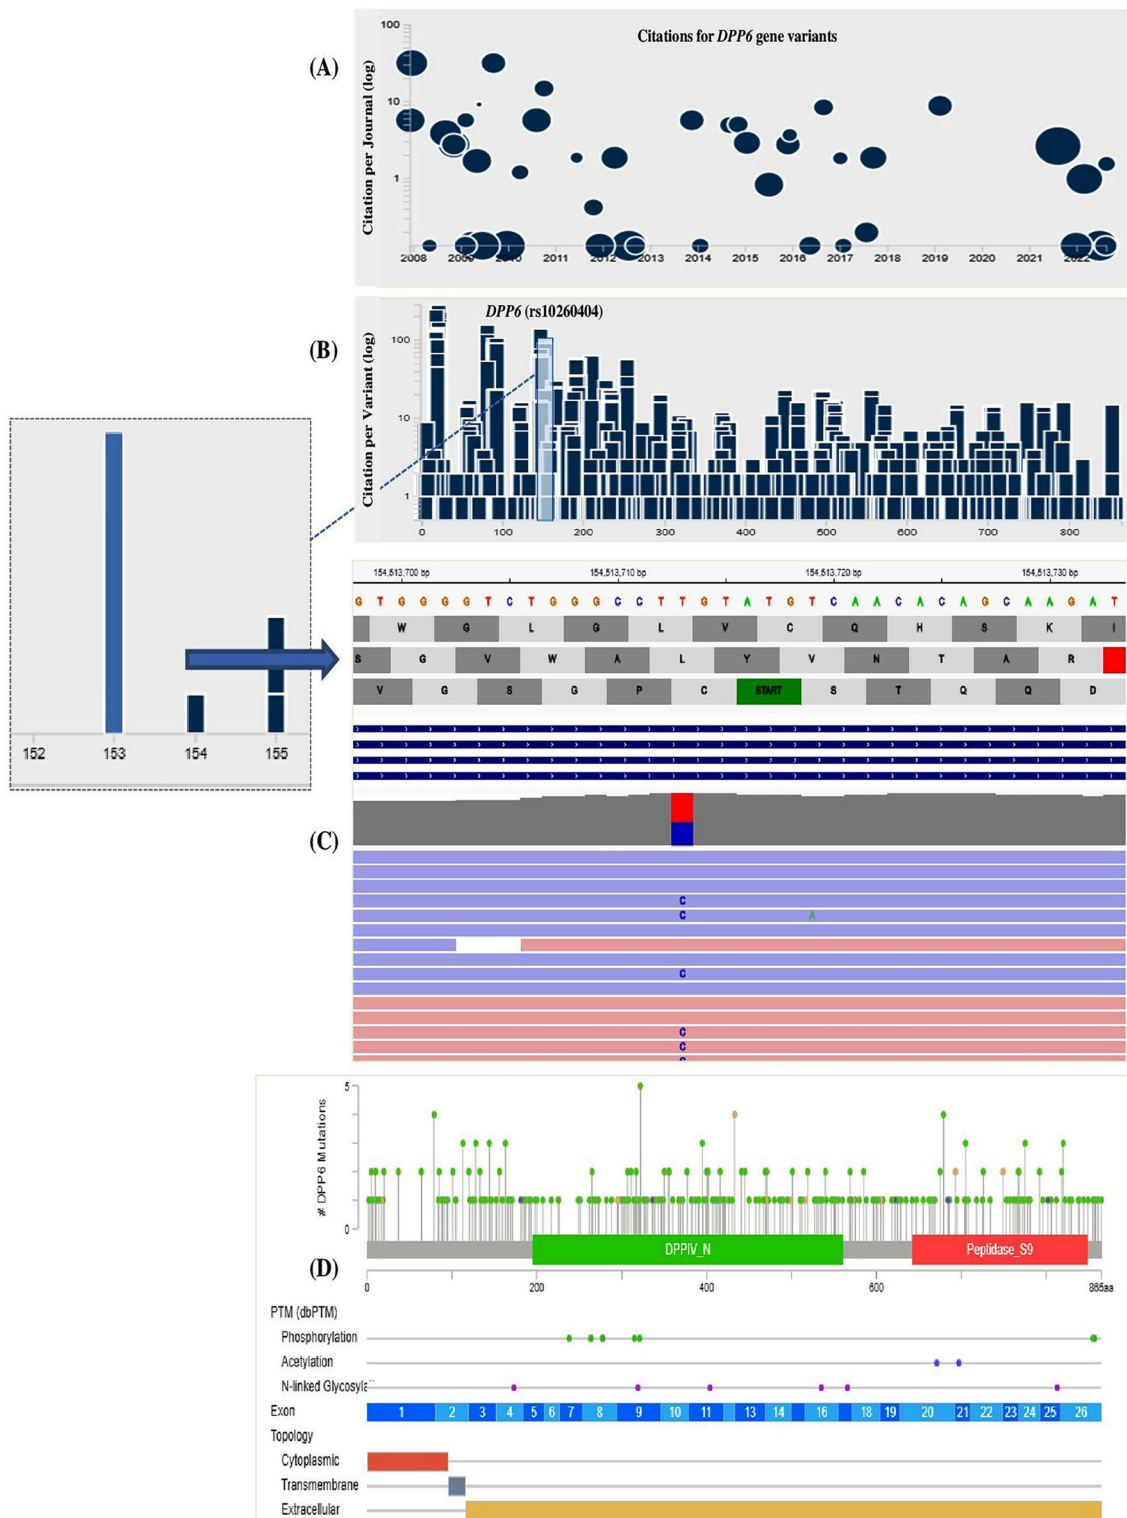 Citations for DPP6 gene variants
(A)
Citation per Journal (log)
100
10
1
2008 2009 2010 2011 2012 2013 2014 2015 2016 2017 2018 2019 2020 2021 2022
DPP6 (rs10260404)
(B)
Citation per Variant (log)
100
10
1
0 100 200 300 400 500 600 700 800
152 153 154 155
154,513,700 bp 154,513,710 bp 154,513,720 bp 154,513,730 bp
G T G G G G T C T G G G C C T T G T A T G T C A A C A C A G C A A G A T
W G L G L V C Q H S K I
S G V W A L Y V N T A R
V G S G P C START S T Q Q D
(C)
C
C A
C
C
C
C
# DPP6 Mutations
5
0
DPPIV_N Peptidase_S9
(D)
0 200 400 600 865aa
PTM (dbPTM)
Phosphorylation
Acetylation
N-linked Glycosyla..
Exon 1 2 3 4 5 6 7 8 9 10 11 13 14 16 18 19 20 21 22 23 24 25 26
Topology
Cytoplasmic
Transmembrane
Extracellular